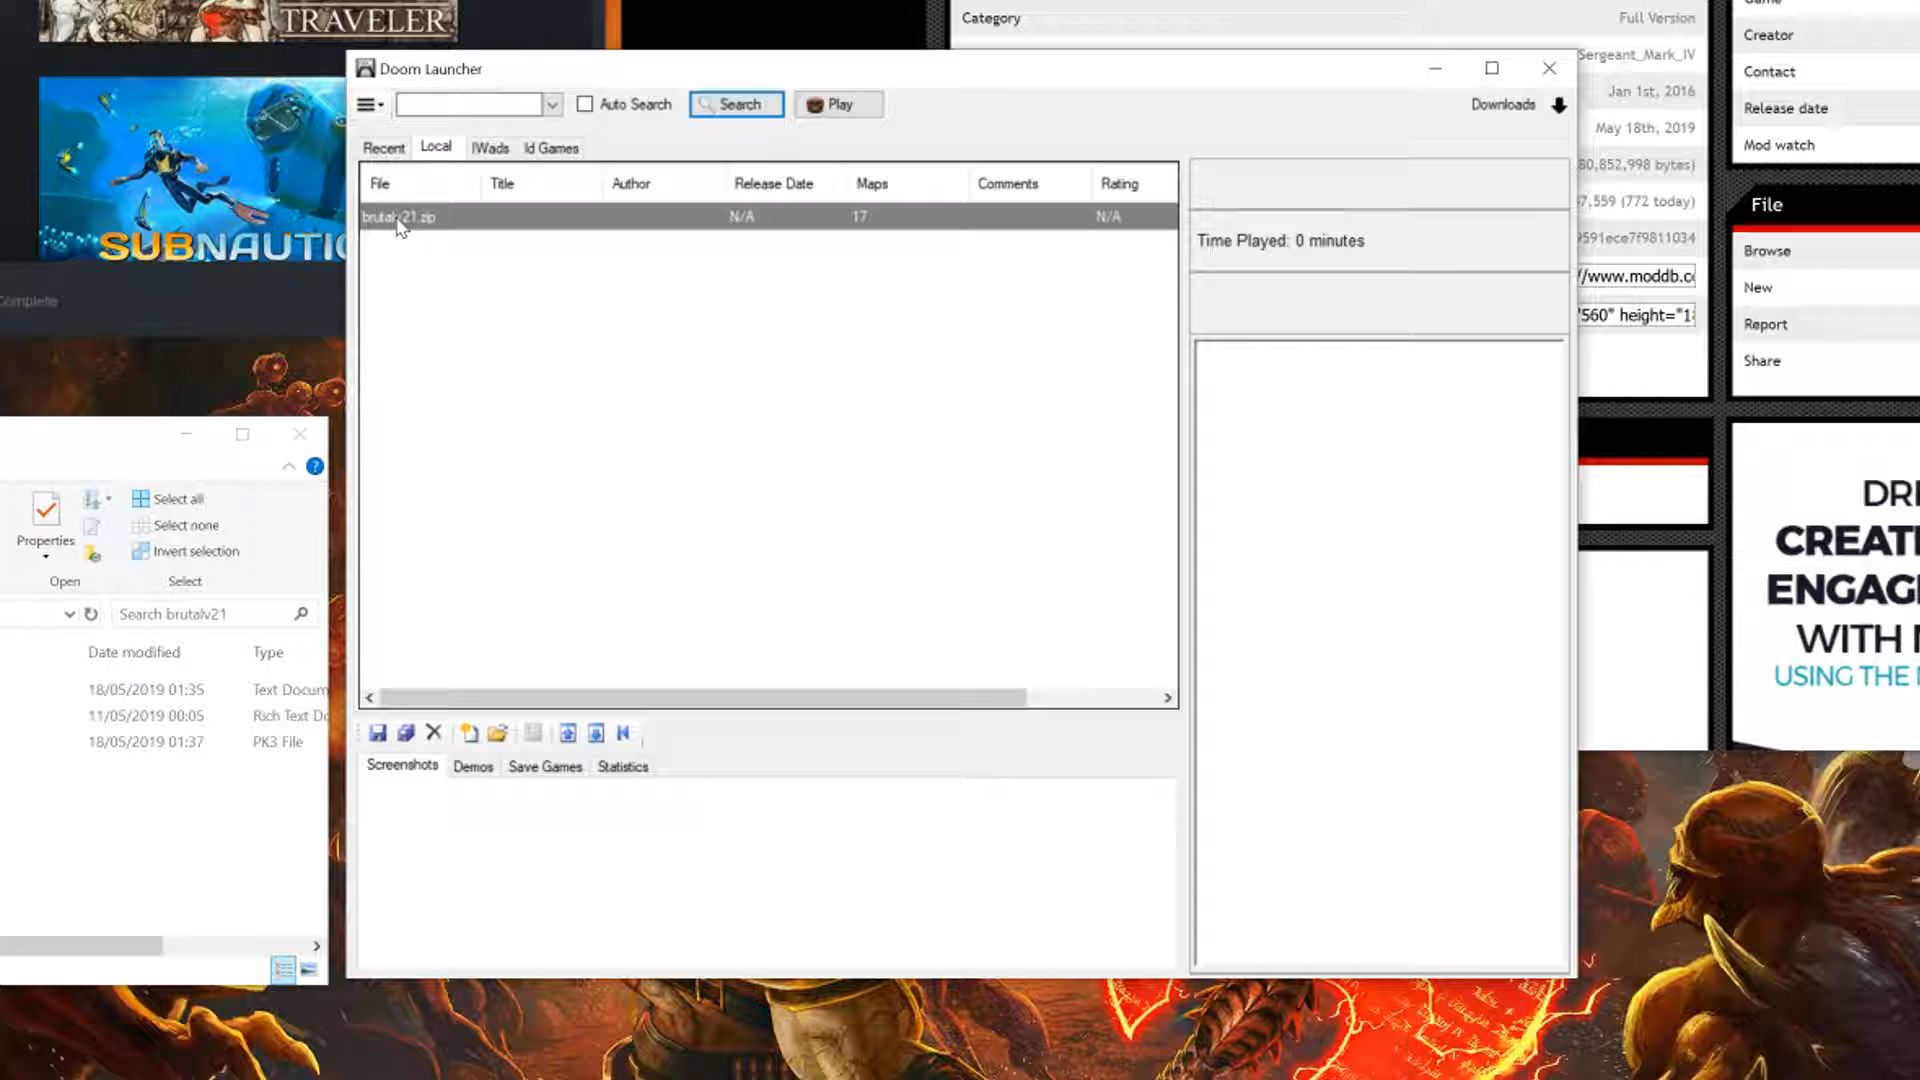 TRAVELER
SUBNAUTIC
Complete
Category
Full Version
Sergeant_Mark_IV
Jan 1st, 2016
May 18th, 2019
80,852,998 bytes)
7,559 (772 today)
9591ece7f9811034
//www.moddb.c
"560" height="1
Creator
Contact
Release date
Mod watch
File
Browse
New
Report
Share
DRI
CREATI
ENGAG
WITH
USING THE
Doom Launcher
Auto Search
Search
Play
Downloads
Recent
Local
IWads
Id Games
File
Title
Author
Release Date
Maps
Comments
Rating
brutalv21.zip
N/A
17
N/A
Time Played: 0 minutes
Screenshots
Demos
Save Games
Statistics
Properties
Select all
Select none
Invert selection
Open
Select
Search brutalv21
Date modified
Type
18/05/2019 01:35
Text Docum
11/05/2019 00:05
Rich Text Do
18/05/2019 01:37
PK3 File